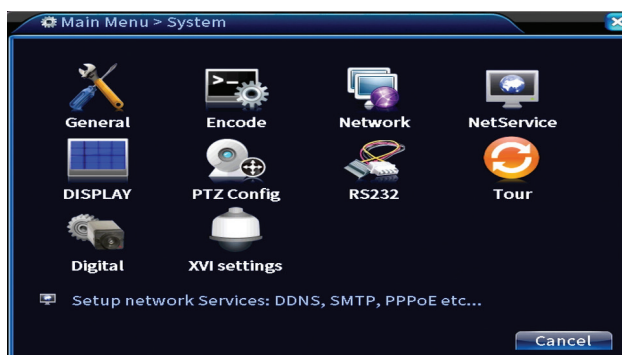 Main Menu > System
General Encode Network NetService
DISPLAY PTZ Config RS232 Tour
Digital XVI settings
Setup network Services: DDNS, SMTP, PPPoE etc...
Cancel